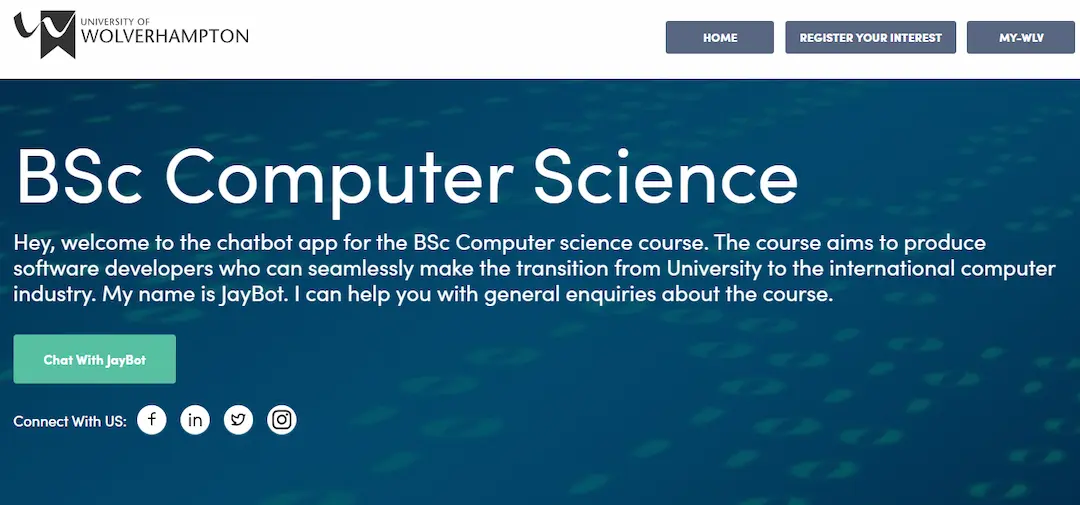 UNIVERSITY OF
WOLVERHAMPTON
HOME
REGISTER YOUR INTEREST
MY-WLV
BSc Computer Science
Hey, welcome to the chatbot app for the BSc Computer science course. The course aims to produce
software developers who can seamlessly make the transition from University to the international computer
industry. My name is JayBot. I can help you with general enquiries about the course.
Chat With JayBot
Connect With US: